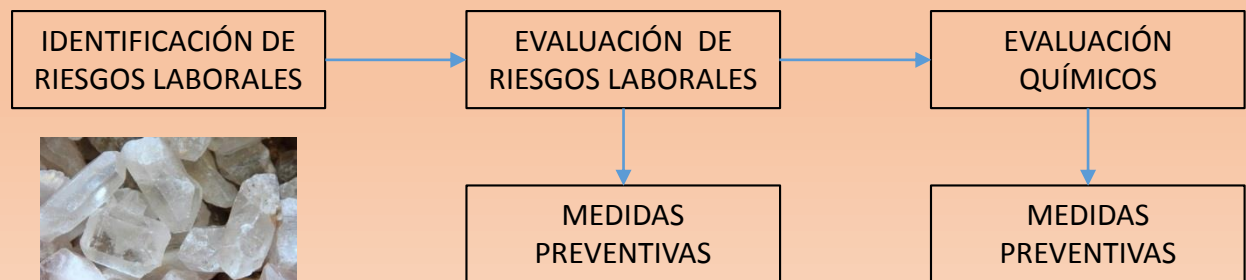 IDENTIFICACIÓN DE
RIESGOS LABORALES
EVALUACIÓN DE
RIESGOS LABORALES
EVALUACIÓN
QUÍMICOS
MEDIDAS
PREVENTIVAS
MEDIDAS
PREVENTIVAS